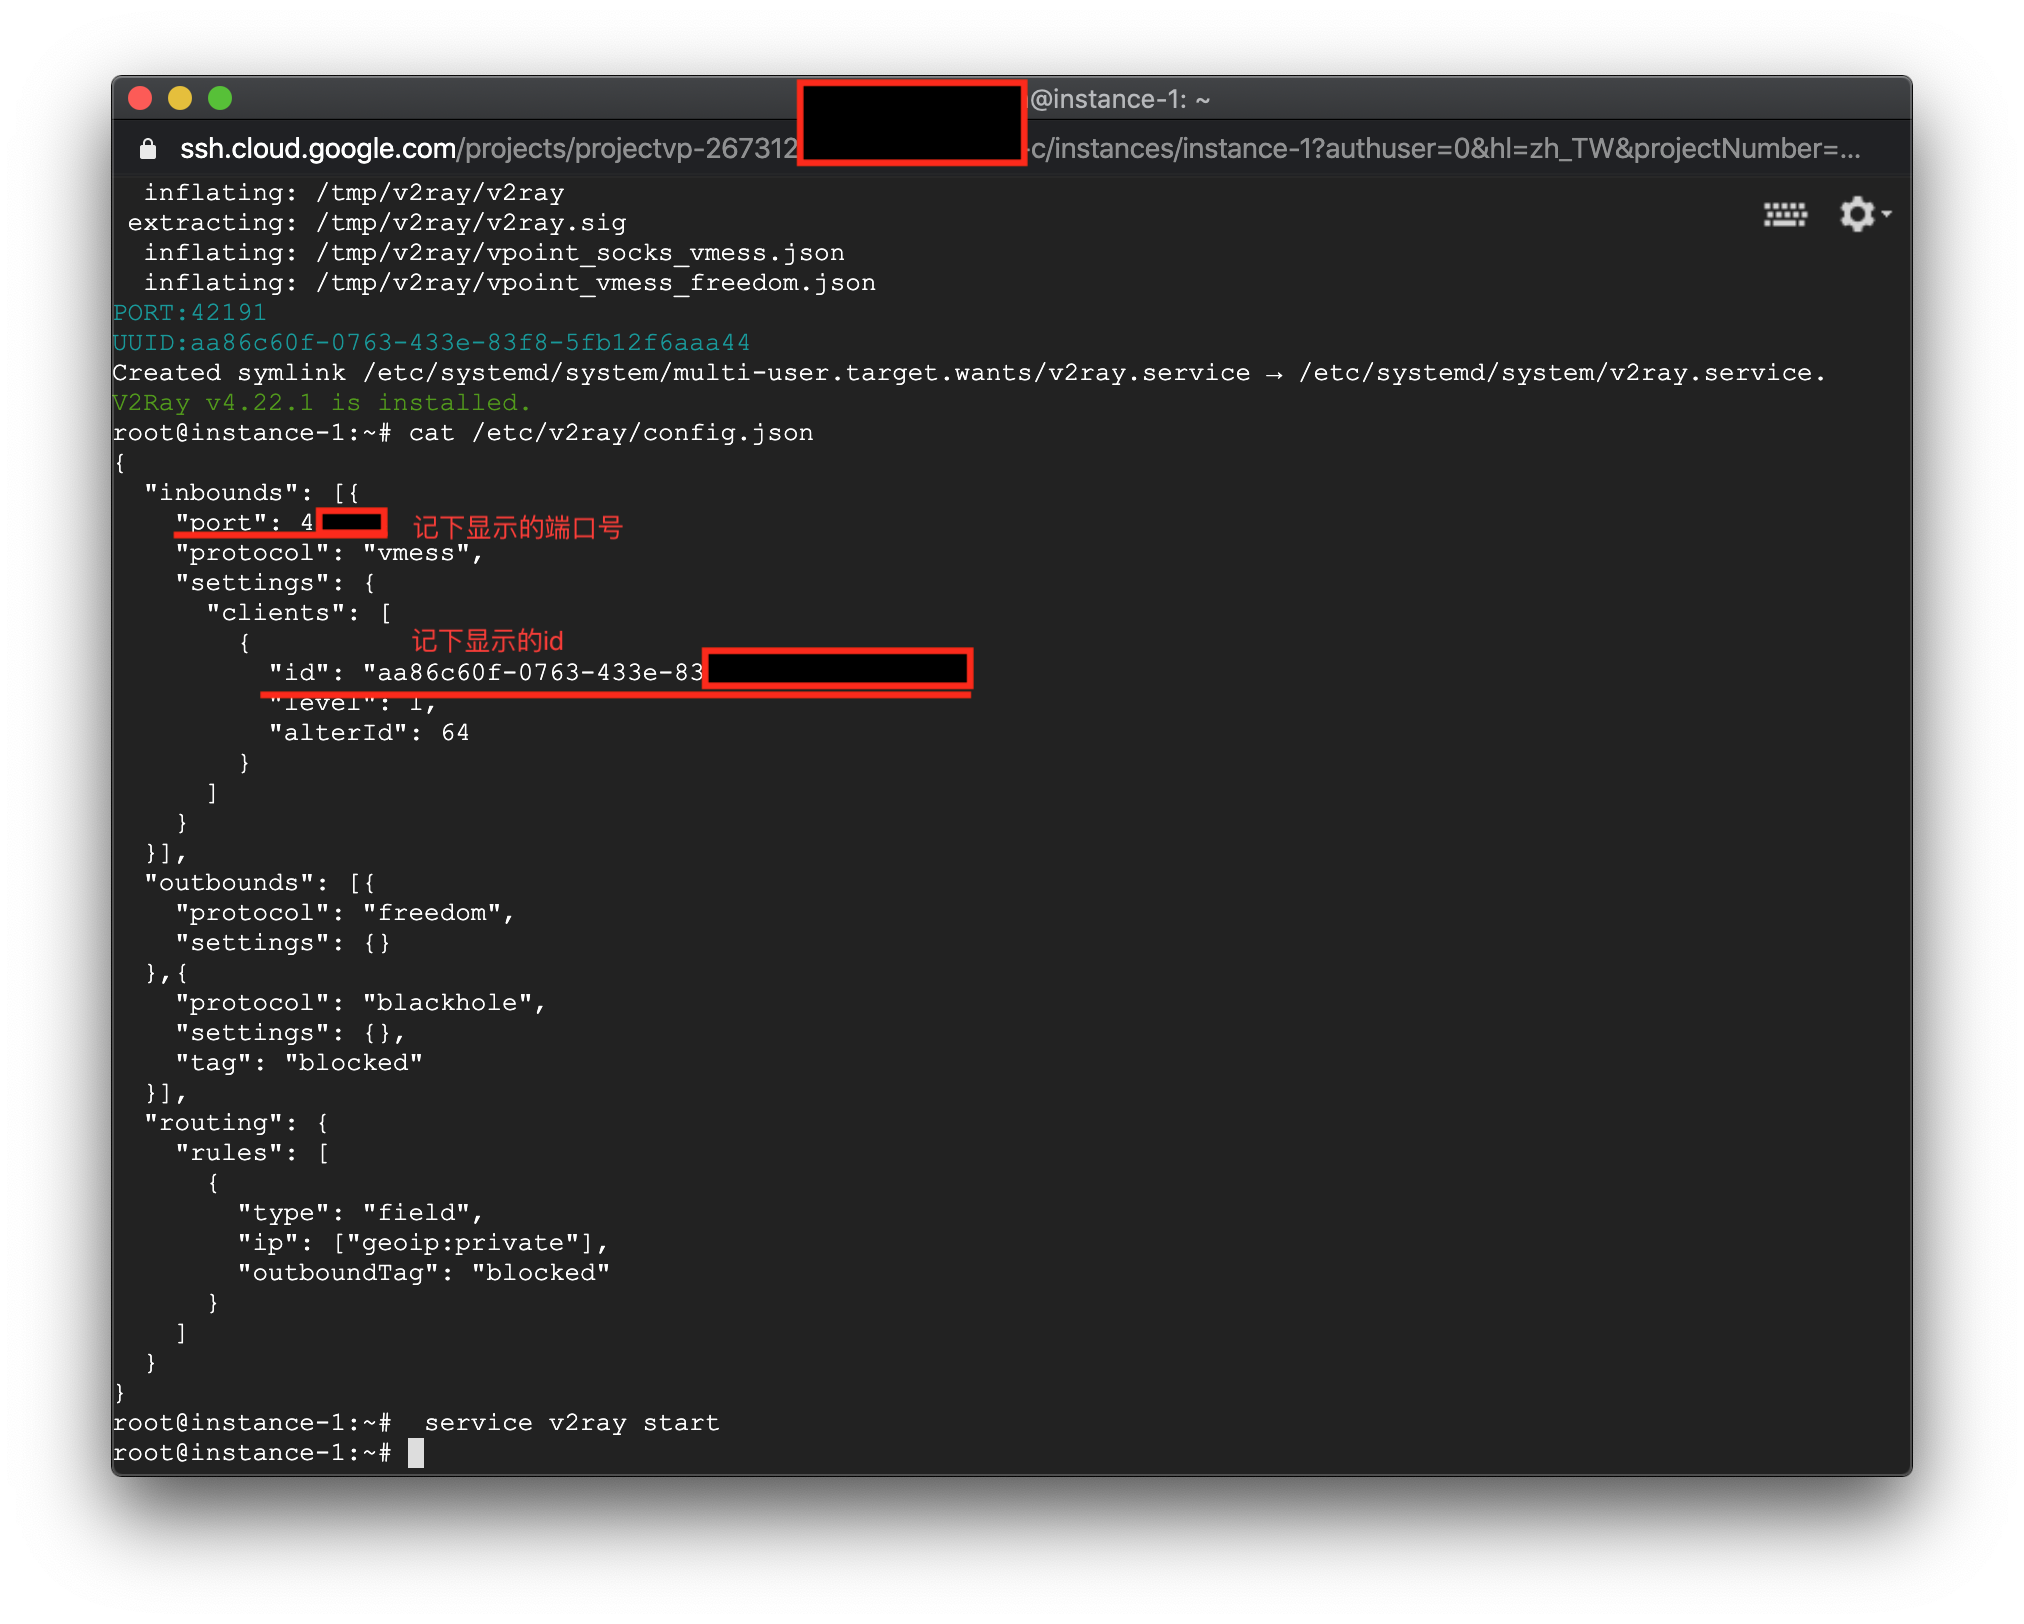 @instance-1: ~
ssh.cloud.google.com/projects/projectvp-267312 -c/instances/instance-1?authuser=0&hl=zh_TW&projectNumber=...
inflating: /tmp/v2ray/v2ray
extracting: /tmp/v2ray/v2ray.sig
inflating: /tmp/v2ray/vpoint_socks_vmess.json
inflating: /tmp/v2ray/vpoint_vmess_freedom.json
PORT:42191
UUID:aa86c60f-0763-433e-83f8-5fb12f6aaa44
Created symlink /etc/systemd/system/multi-user.target.wants/v2ray.service → /etc/systemd/system/v2ray.service.
V2Ray v4.22.1 is installed.
root@instance-1:~# cat /etc/v2ray/config.json
{
"inbounds": [{
"port": 4 记下显示的端口号
"protocol": "vmess",
"settings": {
"clients": [
{ 记下显示的id
"id": "aa86c60f-0763-433e-83
"level": 1,
"alterId": 64
}
]
}
}],
"outbounds": [{
"protocol": "freedom",
"settings": {}
},{
"protocol": "blackhole",
"settings": {},
"tag": "blocked"
}],
"routing": {
"rules": [
{
"type": "field",
"ip": ["geoip:private"],
"outboundTag": "blocked"
}
]
}
}
root@instance-1:~#  service v2ray start
root@instance-1:~#